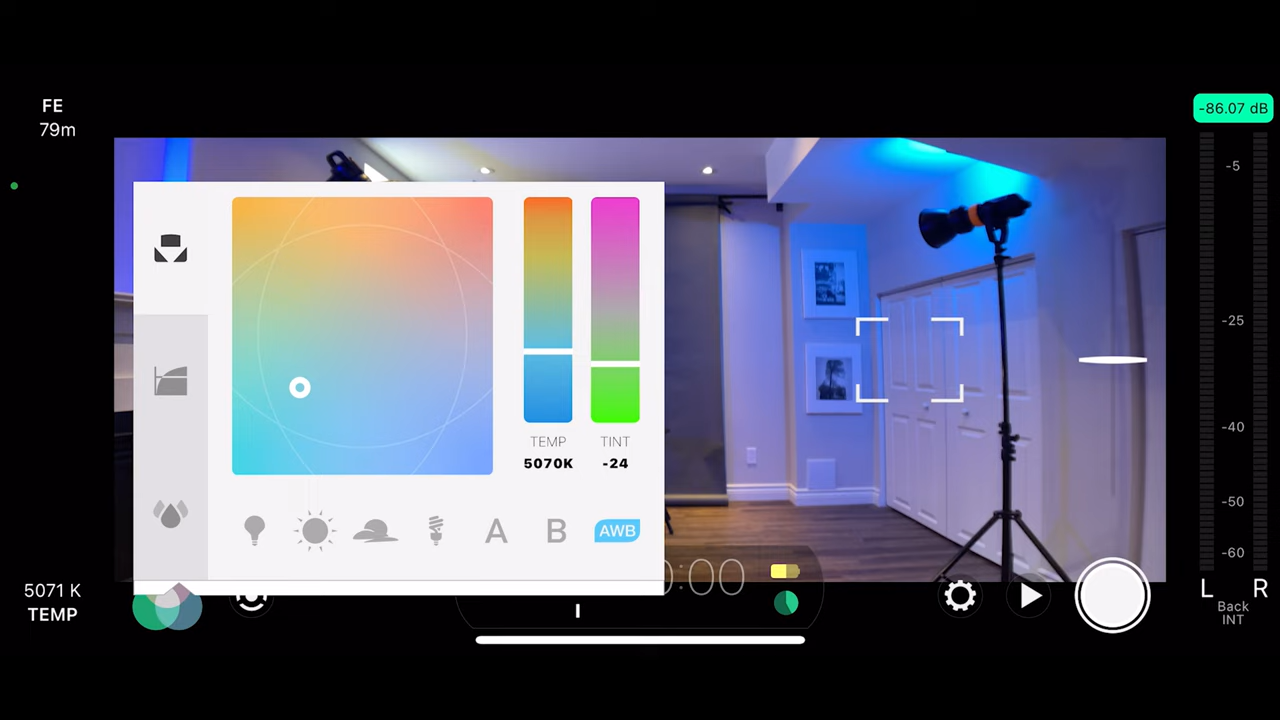 FE
79m
-86.07 dB
-5
-25
-40
-50
-60
TEMP
TINT
5070K
-24
A
B
AWB
:00
5071 K
TEMP
L
R
Back
INT